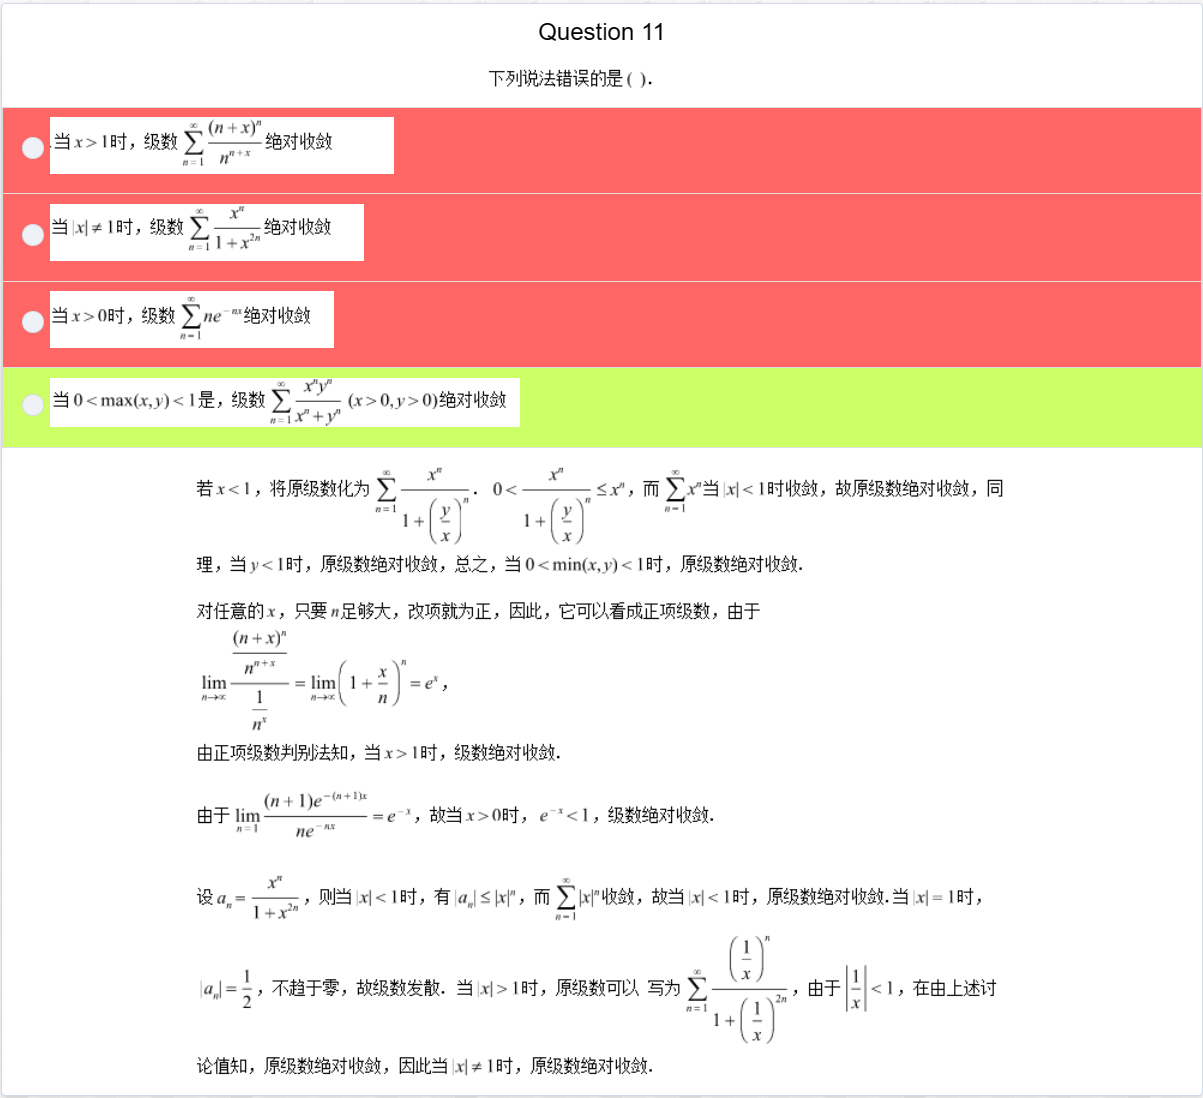 Question 11
下列说法错误的是 ( ).
.当 x > 1时，级数 \sum_{n=1}^{\infty} \frac{(n+x)^n}{n^{n+x}} 绝对收敛
当 |x| ≠ 1时，级数 \sum_{n=1}^{\infty} \frac{x^n}{1+x^{2n}} 绝对收敛
当 x > 0时，级数 \sum_{n=1}^{\infty} ne^{-nx} 绝对收敛
当 0 < max(x, y) < 1是，级数 \sum_{n=1}^{\infty} \frac{x^n y^n}{x^n+y^n} (x > 0, y > 0)绝对收敛
若 x < 1，将原级数化为 \sum_{n=1}^{\infty} \frac{x^n}{1+\left(\frac{y}{x}\right)^n}． 0 < \frac{x^n}{1+\left(\frac{y}{x}\right)^n} ≤ x^n，而 \sum_{n=1}^{\infty} x^n 当 |x| < 1时收敛，故原级数绝对收敛，同
理，当 y < 1时，原级数绝对收敛，总之，当 0 < min(x, y) < 1时，原级数绝对收敛.
对任意的 x，只要 n 足够大，改项就为正，因此，它可以看成正项级数，由于
\lim_{n→∞} \frac{\frac{(n+x)^n}{n^{n+x}}}{\frac{1}{n^x}} = \lim_{n→∞} \left(1+\frac{x}{n}\right)^n = e^x，
由正项级数判别法知，当 x > 1时，级数绝对收敛.
由于 \lim_{n=1} \frac{(n+1)e^{-(n+1)x}}{ne^{-nx}} = e^{-x}，故当 x > 0时， e^{-x} < 1，级数绝对收敛.
设 a_n = \frac{x^n}{1+x^{2n}}，则当 |x| < 1时，有 |a_n| ≤ |x|^n，而 \sum_{n=1}^{\infty} |x|^n 收敛，故当 |x| < 1时，原级数绝对收敛.当 |x| = 1时，
|a_n| = \frac{1}{2}，不趋于零，故级数发散．当 |x| > 1时，原级数可以 写为 \sum_{n=1}^{\infty} \frac{\left(\frac{1}{x}\right)^n}{1+\left(\frac{1}{x}\right)^{2n}}，由于 \left|\frac{1}{x}\right| < 1，在由上述讨
论值知，原级数绝对收敛，因此当 |x| ≠ 1时，原级数绝对收敛.